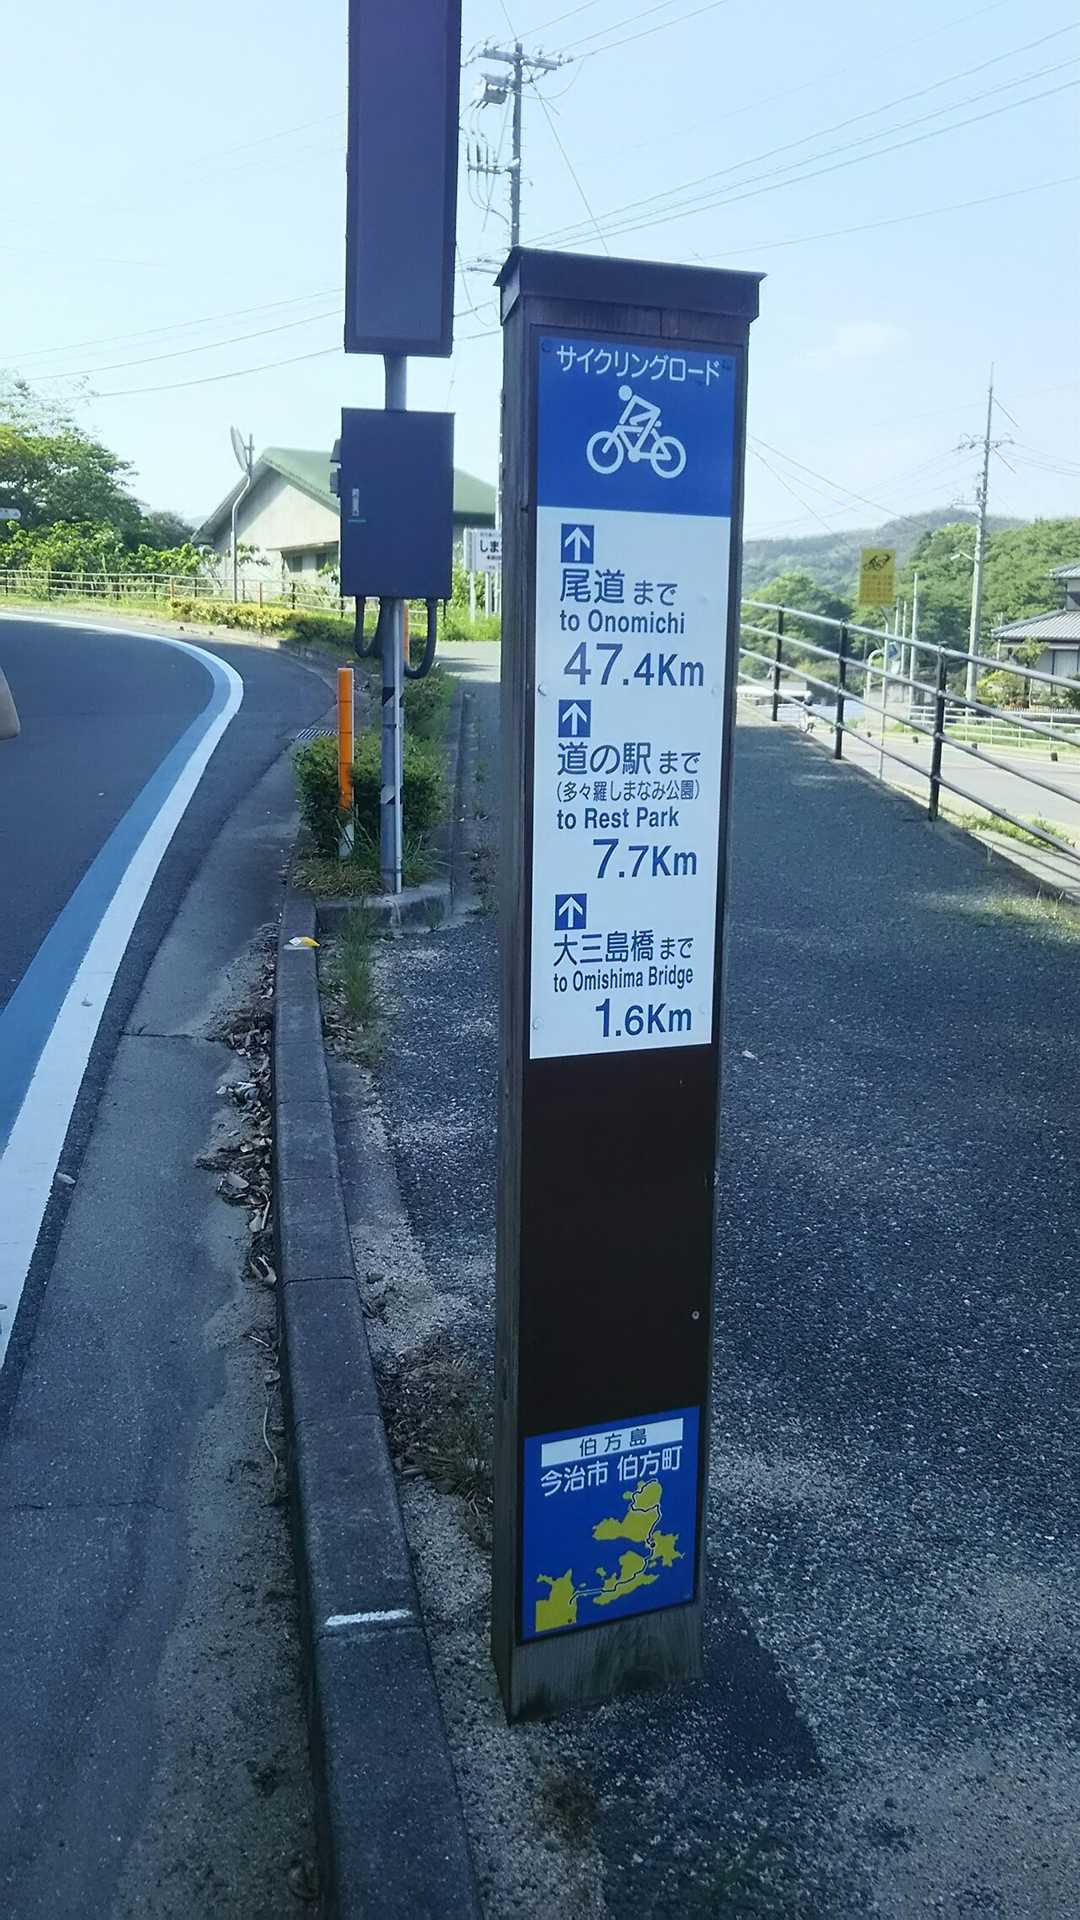 サイクリングロード
尾道 まで
to Onomichi
47.4Km
道の駅 まで
(多々羅しまなみ公園)
to Rest Park
7.7Km
大三島橋 まで
to Omishima Bridge
1.6Km
伯方島
今治市 伯方町
しま